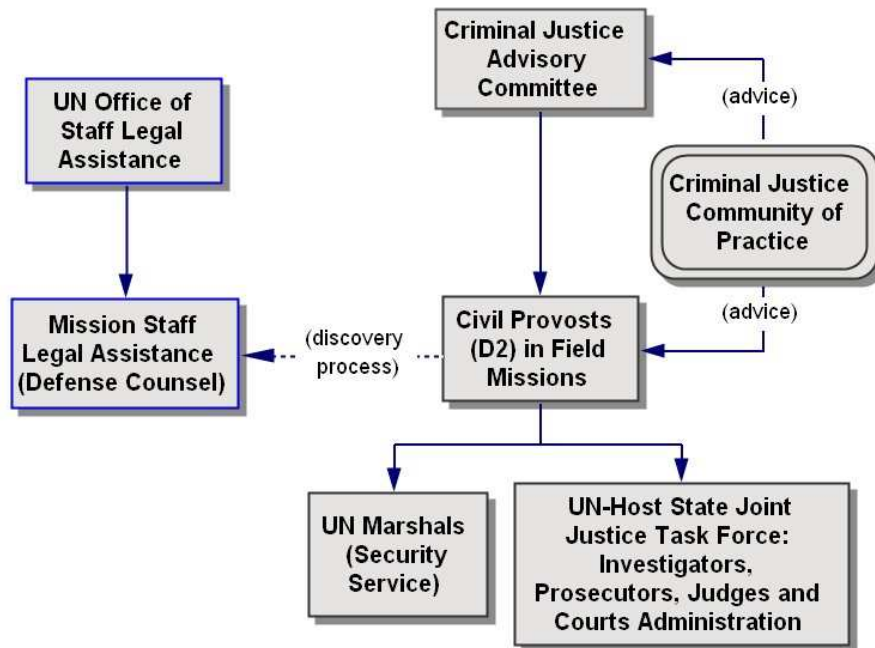 Criminal Justice
Advisory
Committee
UN Office of
Staff Legal
Assistance
(advice)
Criminal Justice
Community of
Practice
Mission Staff
Legal Assistance
(Defense Counsel)
(discovery
process)
Civil Provosts
(D2) in Field
Missions
(advice)
UN Marshals
(Security
Service)
UN-Host State Joint
Justice Task Force:
Investigators,
Prosecutors, Judges and
Courts Administration